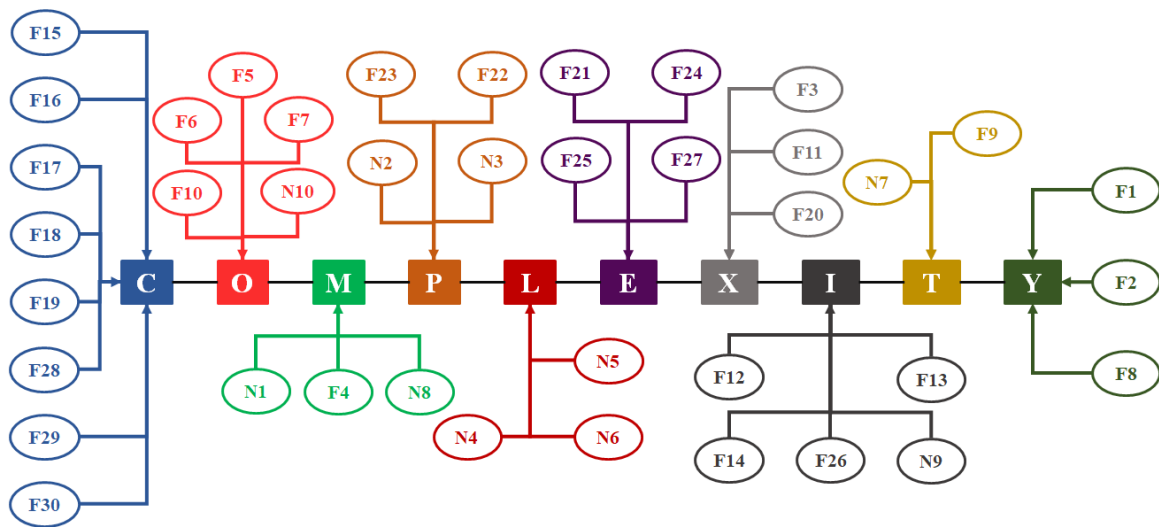 F15
F16
F17
F18
F19
F28
F29
F30
F5
F6
F7
F10
N10
F23
F22
N2
N3
F21
F24
F25
F27
F3
F11
F20
F9
N7
F1
F2
F8
C O M P L E X I T Y
N1
F4
N8
N5
N4
N6
F12
F13
F14
F26
N9